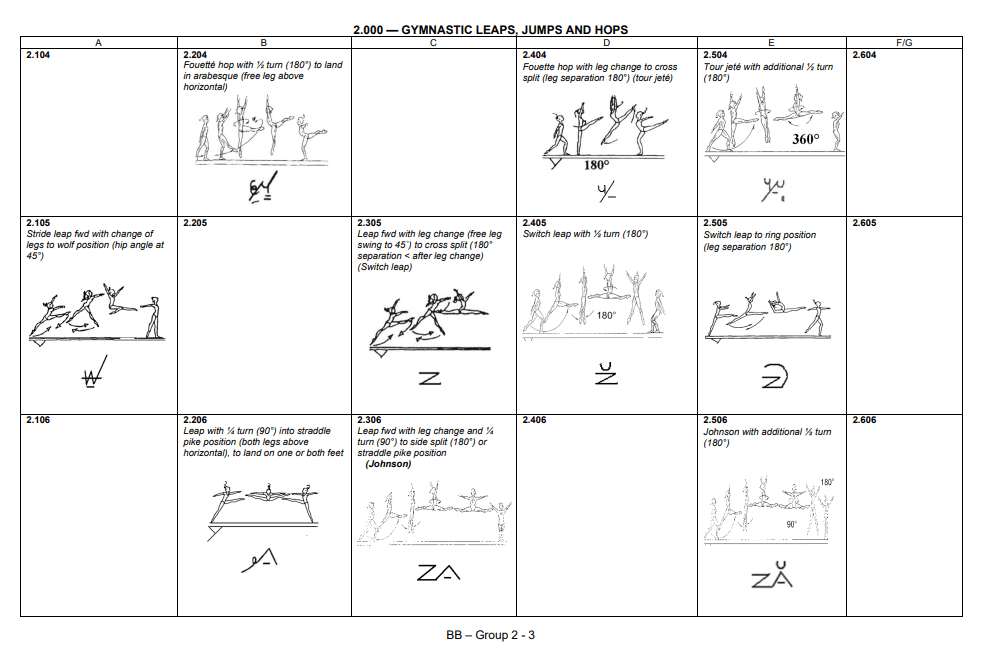 2.000 — GYMNASTIC LEAPS, JUMPS AND HOPS
A
B
C
D
E
F/G
2.104
2.204
Fouetté hop with ½ turn (180°) to land
in arabesque (free leg above
horizontal)
2.404
Fouette hop with leg change to cross
split (leg separation 180°) (tour jeté)
180°
2.504
Tour jeté with additional ½ turn
(180°)
360°
2.604
2.105
Stride leap fwd with change of
legs to wolf position (hip angle at
45°)
2.205
2.305
Leap fwd with leg change (free leg
swing to 45°) to cross split (180°
separation < after leg change)
(Switch leap)
2.405
Switch leap with ½ turn (180°)
180°
2.505
Switch leap to ring position
(leg separation 180°)
2.605
2.106
2.206
Leap with ¼ turn (90°) into straddle
pike position (both legs above
horizontal), to land on one or both feet
2.306
Leap fwd with leg change and ¼
turn (90°) to side split (180°) or
straddle pike position
(Johnson)
2.406
2.506
Johnson with additional ½ turn
(180°)
180°
90°
2.606
BB – Group 2 - 3